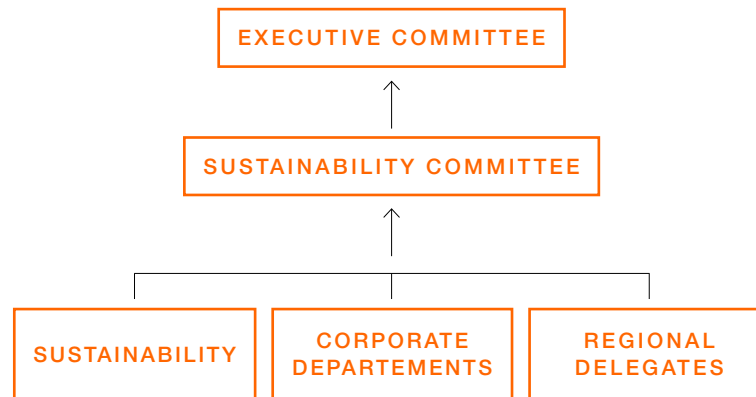 EXECUTIVE COMMITTEE
SUSTAINABILITY COMMITTEE
SUSTAINABILITY
CORPORATE
DEPARTEMENTS
REGIONAL
DELEGATES